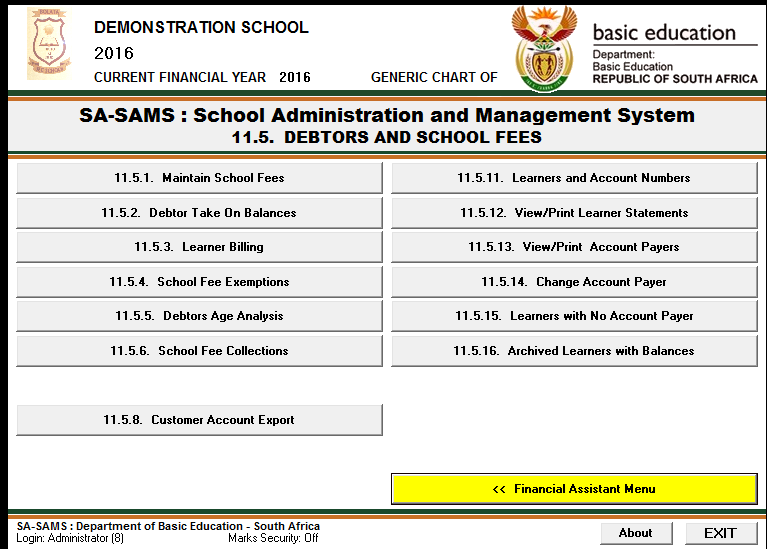 DEMONSTRATION SCHOOL
2016
CURRENT FINANCIAL YEAR 2016 GENERIC CHART OF
basic education
Department:
Basic Education
REPUBLIC OF SOUTH AFRICA
SA-SAMS : School Administration and Management System
11.5. DEBTORS AND SCHOOL FEES
11.5.1. Maintain School Fees
11.5.2. Debtor Take On Balances
11.5.3. Learner Billing
11.5.4. School Fee Exemptions
11.5.5. Debtors Age Analysis
11.5.6. School Fee Collections
11.5.8. Customer Account Export
11.5.11. Learners and Account Numbers
11.5.12. View/Print Learner Statements
11.5.13. View/Print Account Payers
11.5.14. Change Account Payer
11.5.15. Learners with No Account Payer
11.5.16. Archived Learners with Balances
<< Financial Assistant Menu
SA-SAMS : Department of Basic Education - South Africa
Login: Administrator (8) Marks Security: Off
About
EXIT